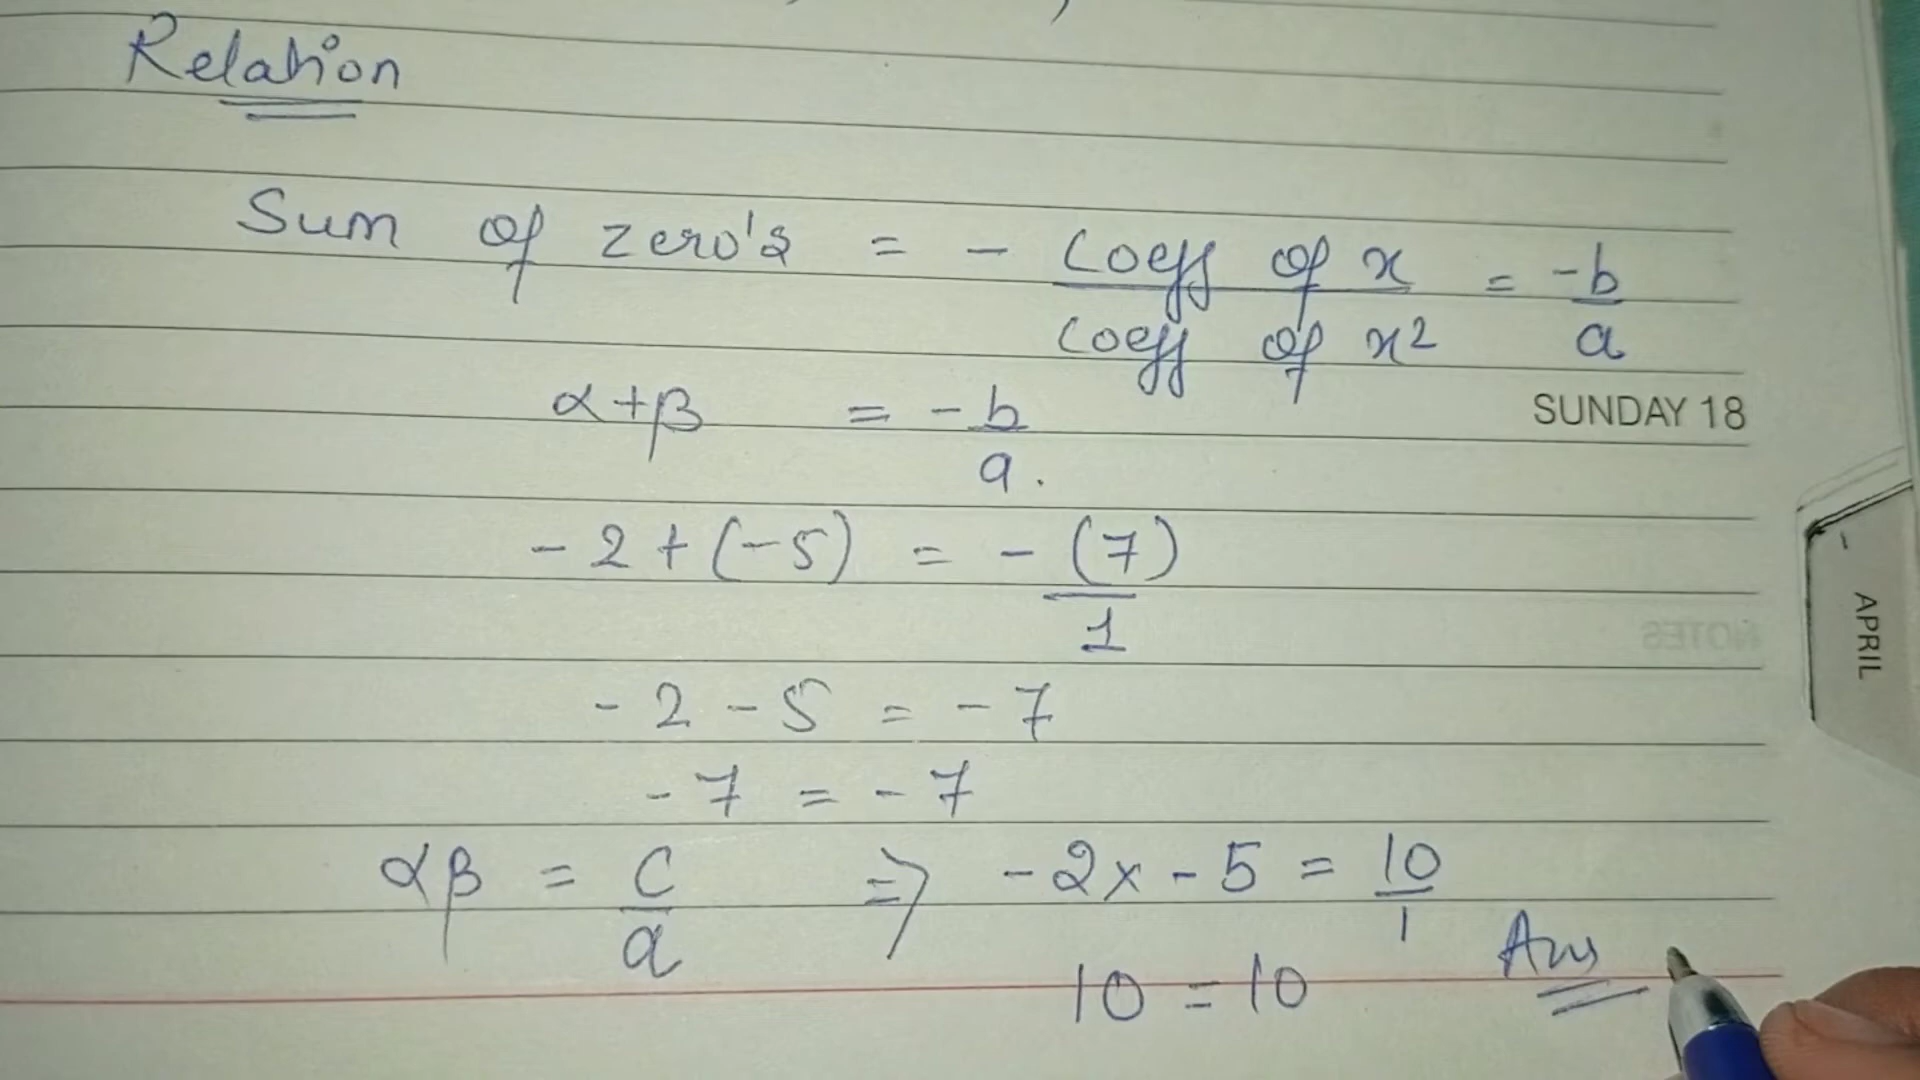 Relation
Sum of zero's = - Coeff of x / Coeff of x2 = -b / a
α+β = - b / a.
SUNDAY 18
-2+(-5) = -(7) / 1
NOTES
-2-5 = -7
-7 = -7
αβ = c / a ⇒ -2x-5 = 10 / 1
10 = 10 Ans
APRIL